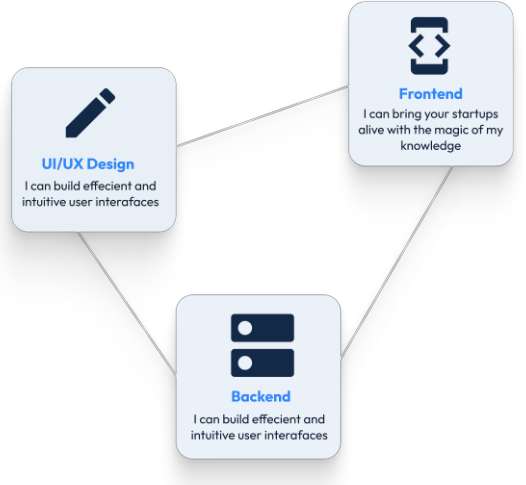 Frontend
I can bring your startups
alive with the magic of my
knowledge
UI/UX Design
I can build effecient and
intuitive user interafaces
Backend
I can build effecient and
intuitive user interafaces